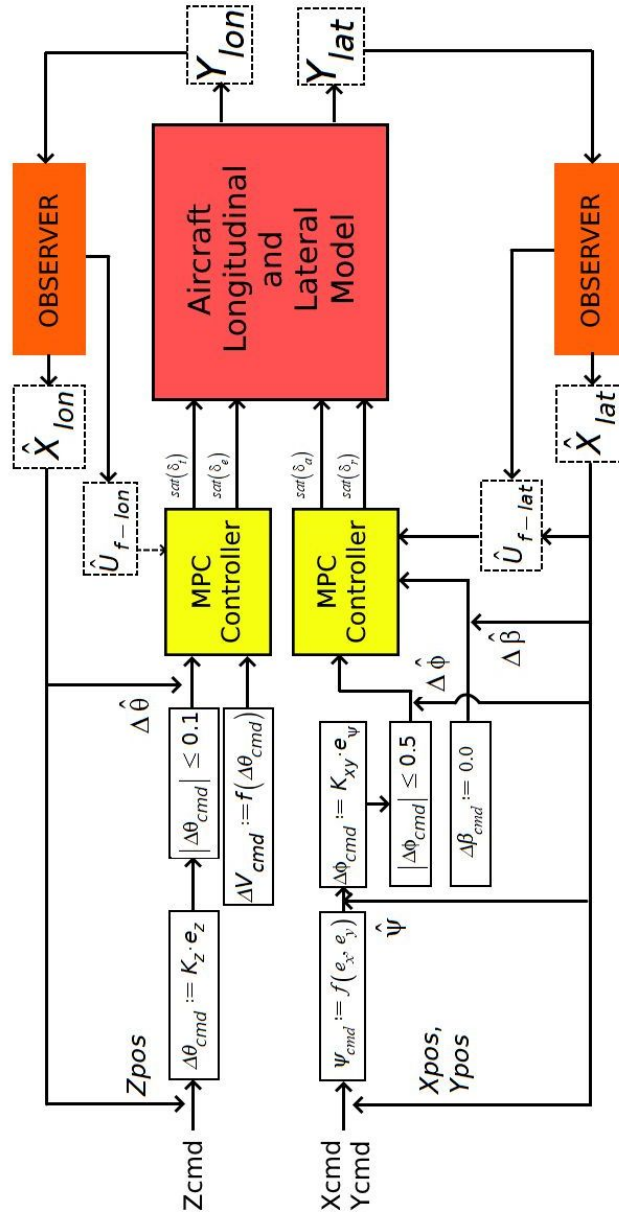 Zcmd
Zpos
Δθ_cmd := K_z · e_z
|Δθ_cmd| ≤ 0.1
ΔV_cmd := f(Δθ_cmd)
Δθ̂
MPC
Controller
sat(δ_t)
sat(δ_e)
Û_f−lon
X̂_lon
OBSERVER
Y_lon
Aircraft
Longitudinal
and
Lateral
Model
Xcmd
Ycmd
Xpos,
Ypos
Ψ_cmd := f(e_x, e_y)
Ψ̂
Δϕ_cmd := K_xy · e_ψ
|Δϕ_cmd| ≤ 0.5
Δβ_cmd := 0.0
Δϕ̂
Δβ̂
MPC
Controller
sat(δ_a)
sat(δ_r)
Û_f−lat
X̂_lat
OBSERVER
Y_lat